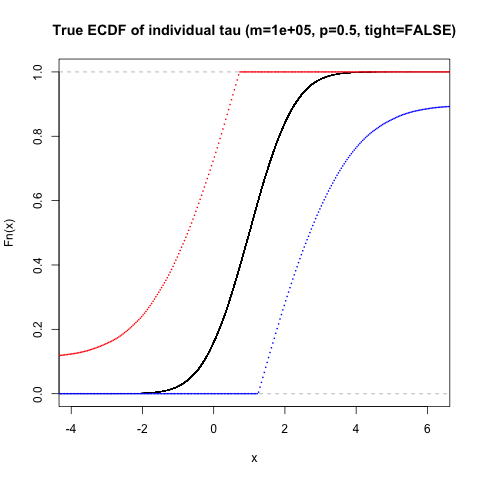 True ECDF of individual tau (m=1e+05, p=0.5, tight=FALSE)
Fn(x)
1.0
0.8
0.6
0.4
0.2
0.0
-4 -2 0 2 4 6
x